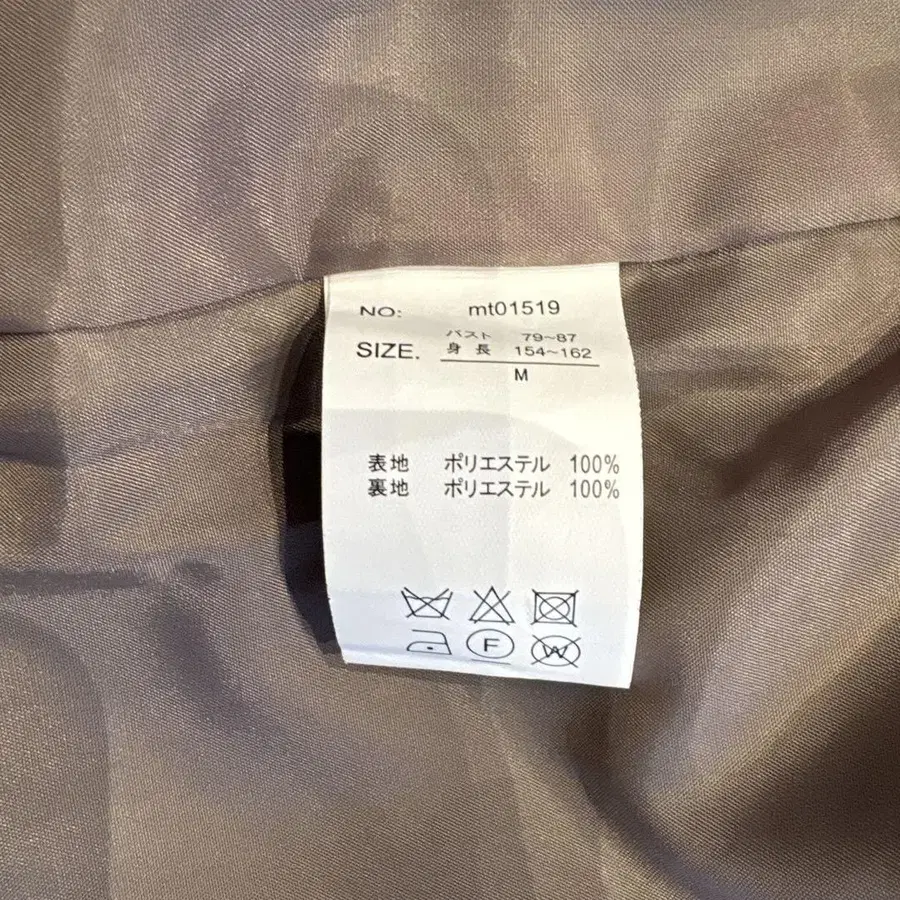 NO: mt01519
バスト 79~87
SIZE. 身長 154~162
M
表地 ポリエステル 100%
裏地 ポリエステル 100%
F W